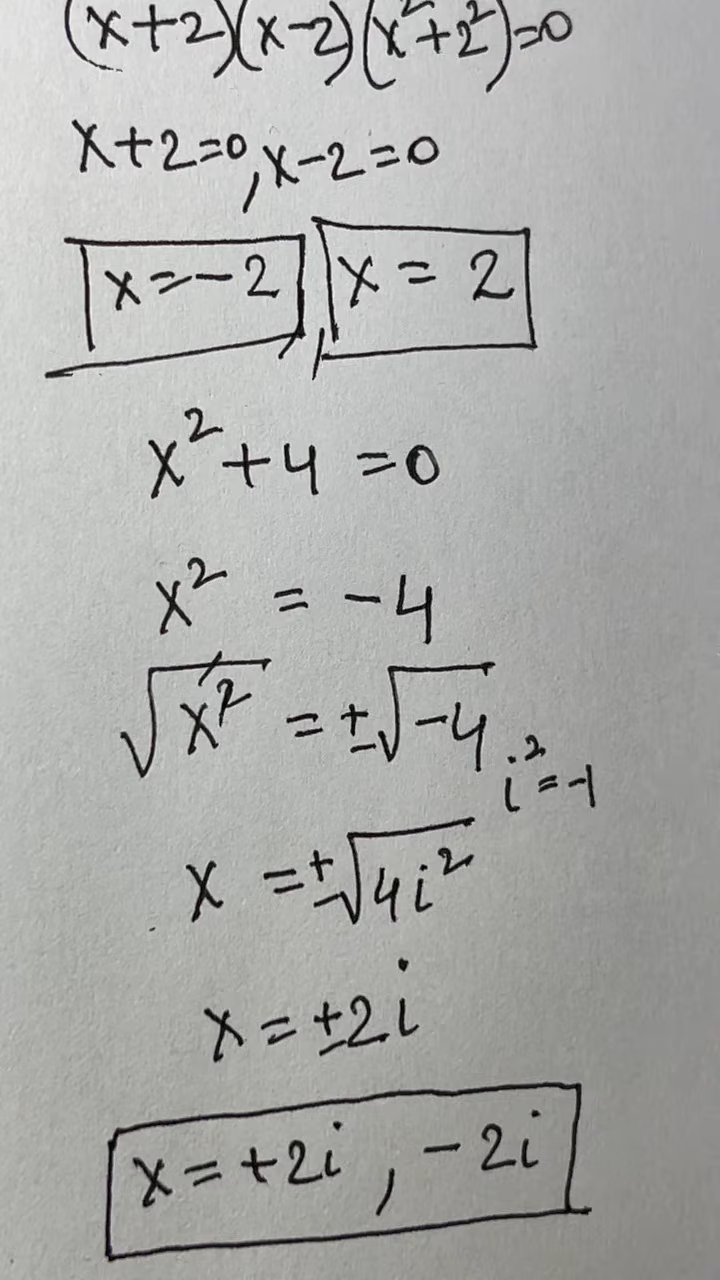 (x+2)(x-2)(x²+2²)=0
x+2=0, x-2=0
x=-2, x = 2
x²+4 =0
x² = -4
√x² = ±√-4
i²=-1
x = ±√4i²
x = ±2i
x = +2i, -2i